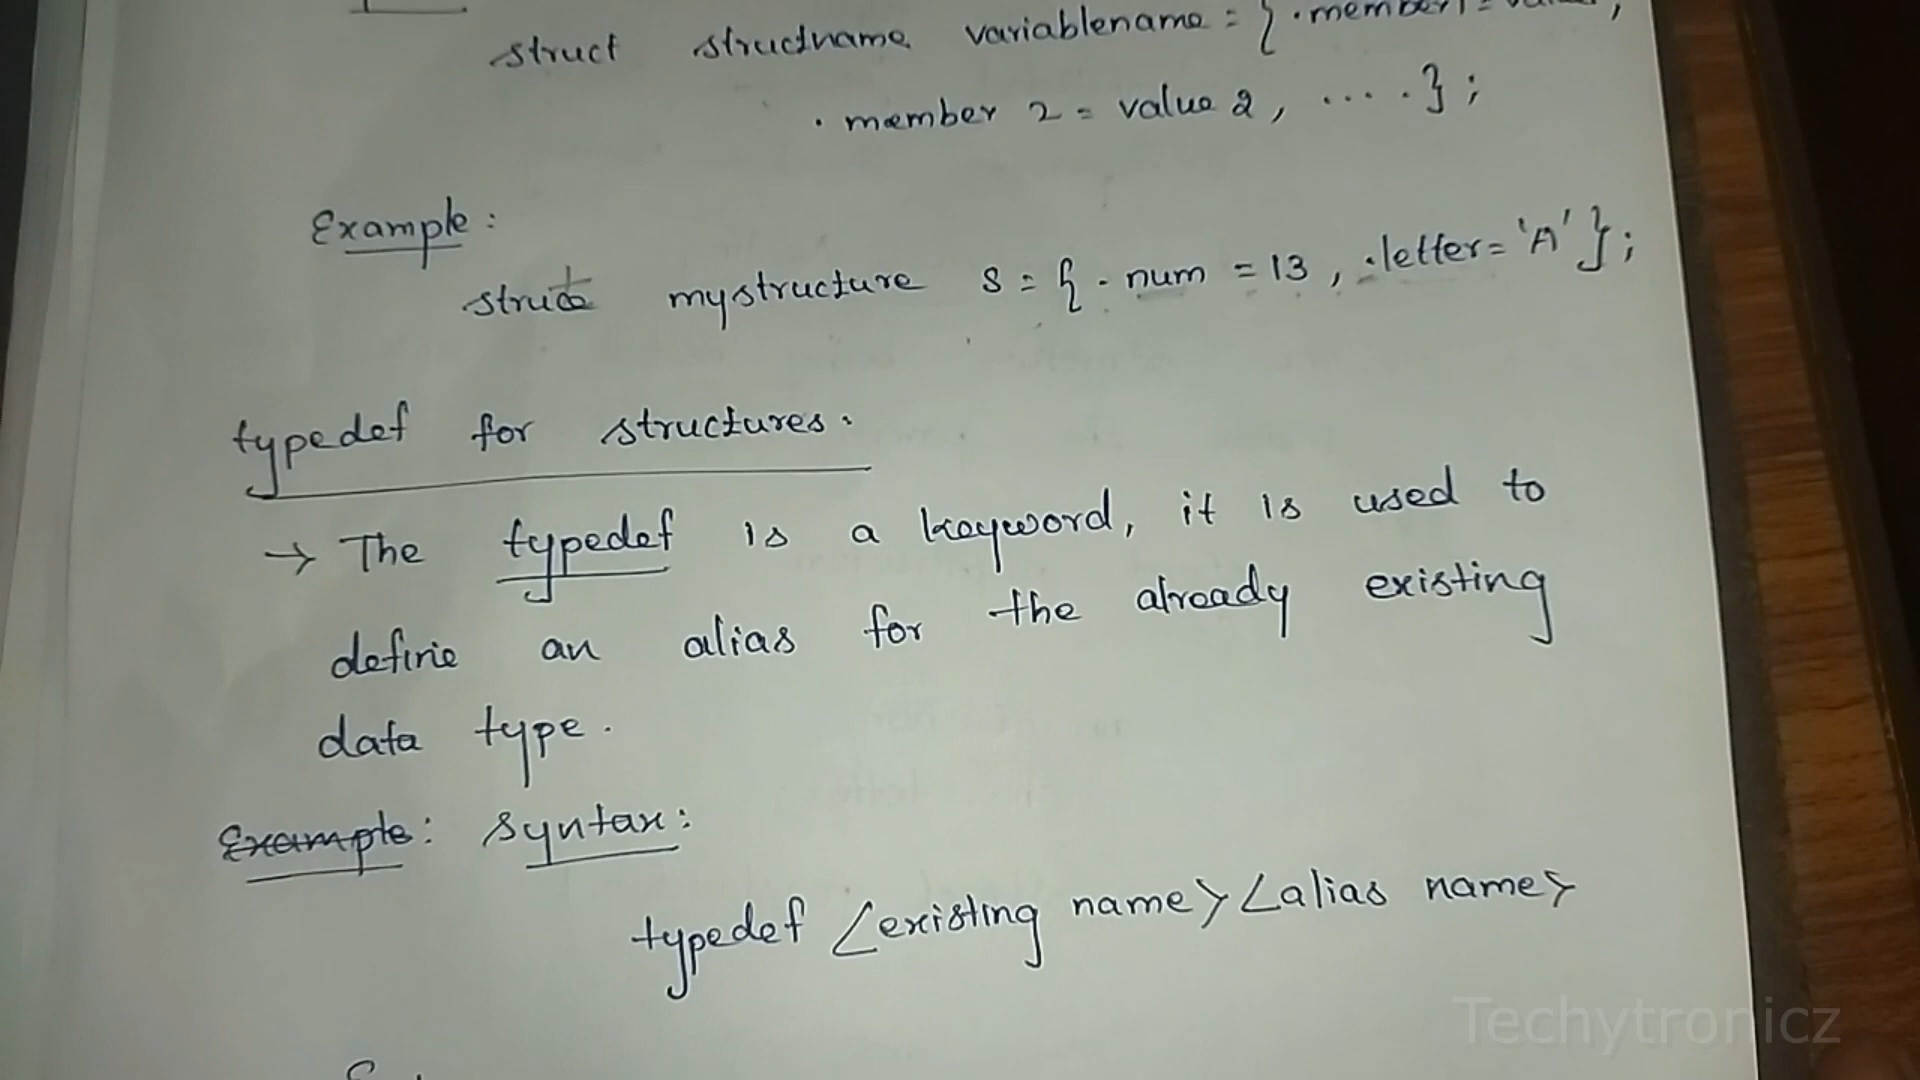 struct structname variablename = { .member1 = value1,
.member 2 = value 2, .... };
Example:
struct mystructure s = { .num = 13, .letter = 'A' };
typedef for structures.
→ The typedef is a keyword, it is used to
define an alias for the already existing
data type.
Example: syntax:
typedef <existing name> <alias name>
Techytronicz